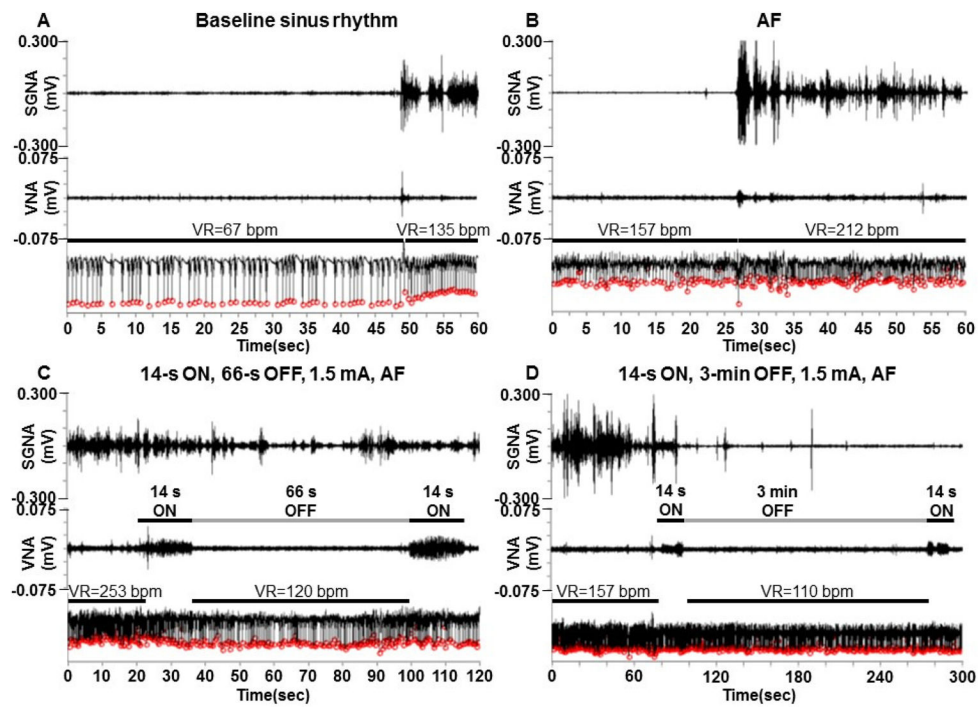 A Baseline sinus rhythm
0.300
SGNA
(mV)
-0.300
0.075
VNA
(mV)
-0.075
VR=67 bpm VR=135 bpm
0 5 10 15 20 25 30 35 40 45 50 55 60
Time(sec)
B AF
0.300
SGNA
(mV)
-0.300
0.075
VNA
(mV)
-0.075
VR=157 bpm VR=212 bpm
0 5 10 15 20 25 30 35 40 45 50 55 60
Time(sec)
C 14-s ON, 66-s OFF, 1.5 mA, AF
0.300
SGNA
(mV)
-0.300
14 s 66 s 14 s
ON OFF ON
0.075
VNA
(mV)
-0.075
VR=253 bpm VR=120 bpm
0 10 20 30 40 50 60 70 80 90 100 110 120
Time(sec)
D 14-s ON, 3-min OFF, 1.5 mA, AF
0.300
SGNA
(mV)
-0.300
14 s 3 min 14 s
ON OFF ON
0.075
VNA
(mV)
-0.075
VR=157 bpm VR=110 bpm
0 60 120 180 240 300
Time(sec)